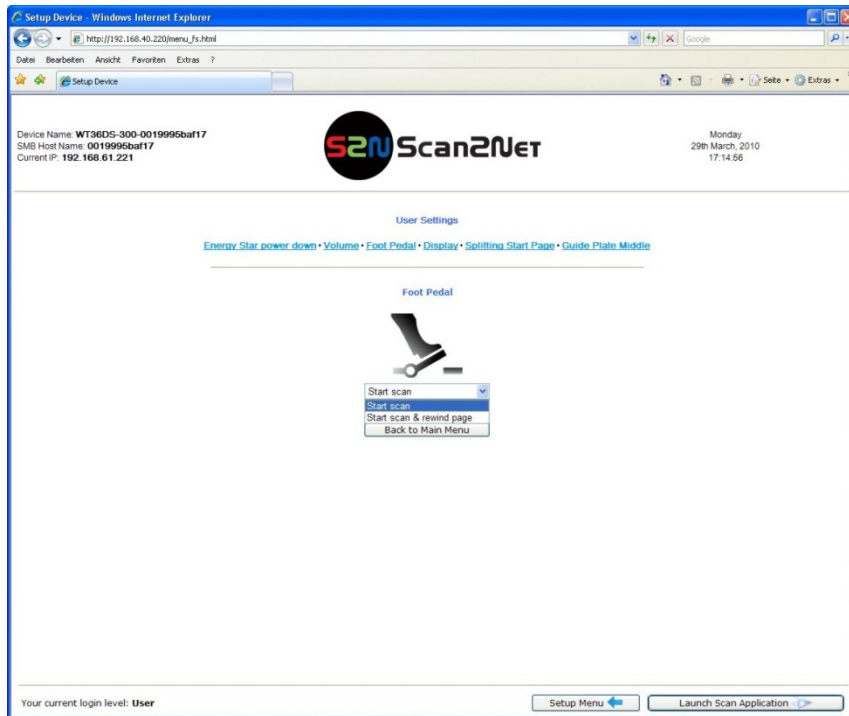 Setup Device - Windows Internet Explorer
http://192.168.40.220/menu_fs.html
Google
Datei Bearbeiten Ansicht Favoriten Extras ?
Setup Device
Seite Extras
Device Name: WT36DS-300-0019995baf17
SMB Host Name: 0019995baf17
Current IP: 192.168.61.221
S2N Scan2Net
Monday
29th March, 2010
17:14:56
User Settings
Energy Star power down • Volume • Foot Pedal • Display • Splitting Start Page • Guide Plate Middle
Foot Pedal
Start scan
Start scan
Start scan & rewind page
Back to Main Menu
Your current login level: User
Setup Menu
Launch Scan Application